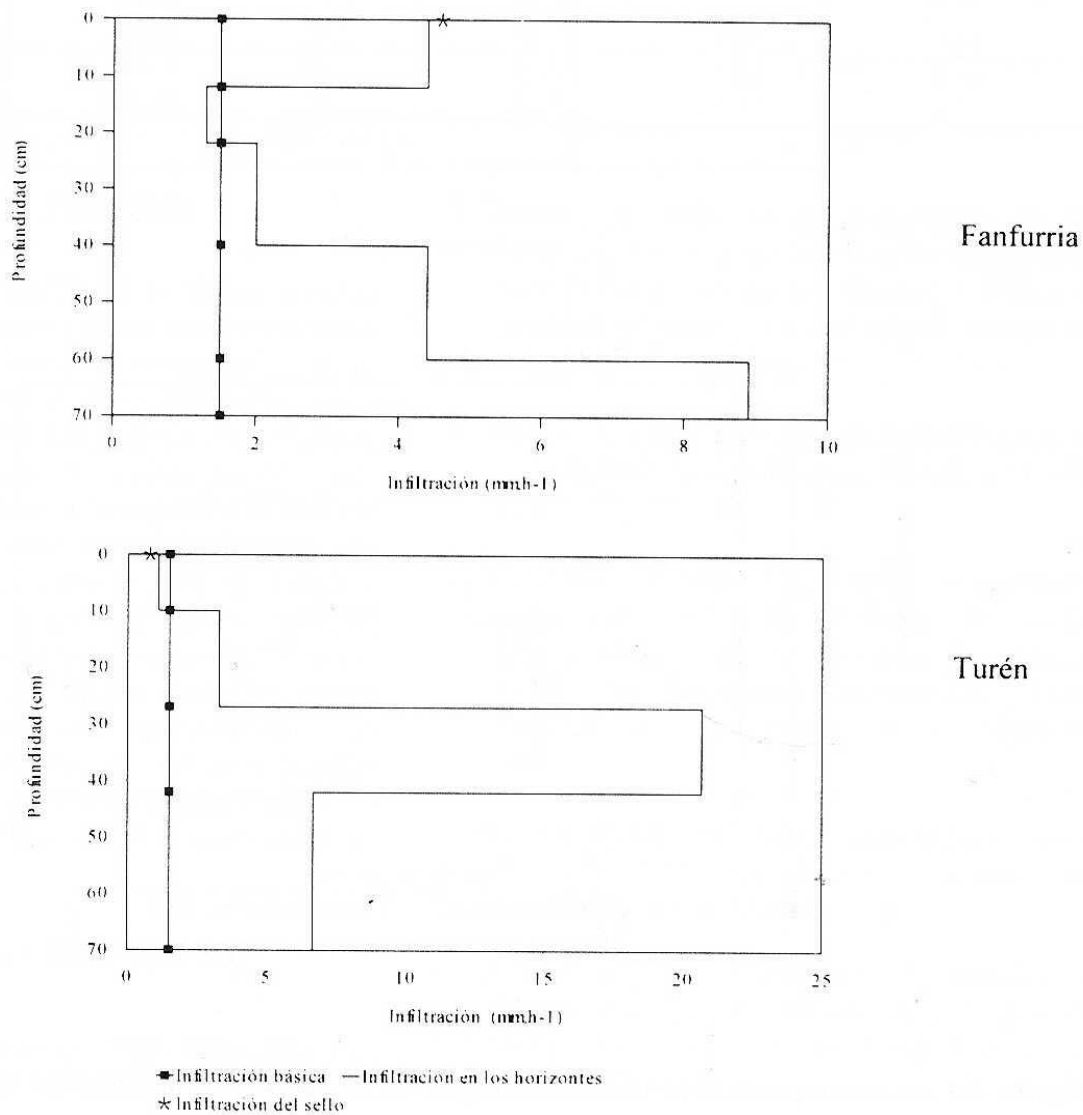 0
10
20
30
40
50
60
70
Profundidad (cm)
0 2 4 6 8 10
Infiltración (mm.h-1)
Fanfurria
0
10
20
30
40
50
60
70
Profundidad (cm)
0 5 10 15 20 25
Infiltración (mm.h-1)
Turén
Infiltración básica Infiltracion en los horizontes
Infiltración del sello